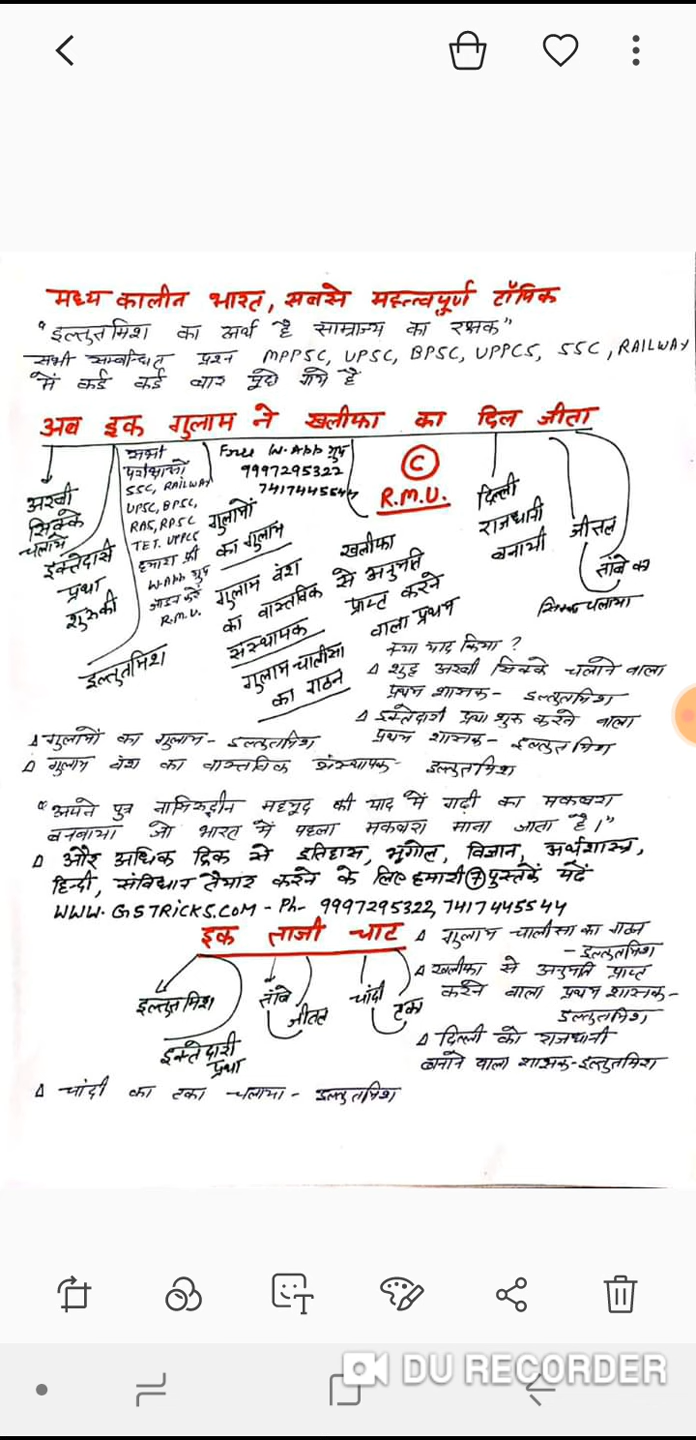 मध्य कालीन भारत, सबसे महत्त्वपूर्ण टॉपिक
"इल्तुतमिश का अर्थ है साम्राज्य का रक्षक"
सभी सम्बन्धित प्रश्न MPPSC, UPSC, BPSC, UPPCS, SSC, RAILWAY
में कई कई बार पूछे गये हैं
अब इक गुलाम ने खलीफा का दिल जीता
अरबी
सिक्के
चलाये
इक्तेदारी
प्रथा
शुरु की
इल्तुतमिश
सभी
परीक्षाओं
SSC, RAILWAY
UPSC, BPSC,
RAS, RPSC
TET. UPPCS
हमारा फ्री
W.App ग्रुप
जाइन करें
R.M.U.
Free W.App ग्रुप
9997295322
7417445544
गुलामों
का गुलाम
गुलाम वंश
का वास्तविक
संस्थापक
गुलाम चालीसा
का गठन
© 
R.M.U.
खलीफा
से अनुमति
प्राप्त करने
वाला प्रथम
दिल्ली
राजधानी
बनायी
जीतल
तांबे का
सिक्का चलाया
क्या याद किया ?
∆ शुद्ध अरबी सिक्के चलाने वाला
प्रथम शासक- इल्तुतमिश
∆ इक्तेदारी प्रथा शुरू करने वाला
प्रथम शासक- इल्तुतमिश
∆ गुलामों का गुलाम- इल्तुतमिश
∆ गुलाम वंश का वास्तविक संस्थापक- इल्तुतमिश
"अपने पुत्र नासिरुद्दीन महमूद की याद में गढ़ी का मकबरा
बनवाया जो भारत में पहला मकबरा माना जाता है।"
∆ और अधिक ट्रिक से इतिहास, भूगोल, विज्ञान, अर्थशास्त्र,
हिन्दी, संविधान तैयार करने के लिए हमारी 7 पुस्तकें पढ़ें
WWW.GSTRICKS.COM - Ph- 9997295322, 7417445544
इक ताजी चाट
इल्तुतमिश
इक्तेदारी
प्रथा
तांबे
जीतल
चांदी
टका
∆ गुलाम चालीसा का गठन
- इल्तुतमिश
∆ खलीफा से अनुमति प्राप्त
करने वाला प्रथम शासक-
इल्तुतमिश
∆ दिल्ली को राजधानी
बनाने वाला शासक-इल्तुतमिश
∆ चांदी का टका चलाया - इल्तुतमिश
T
DU RECORDER